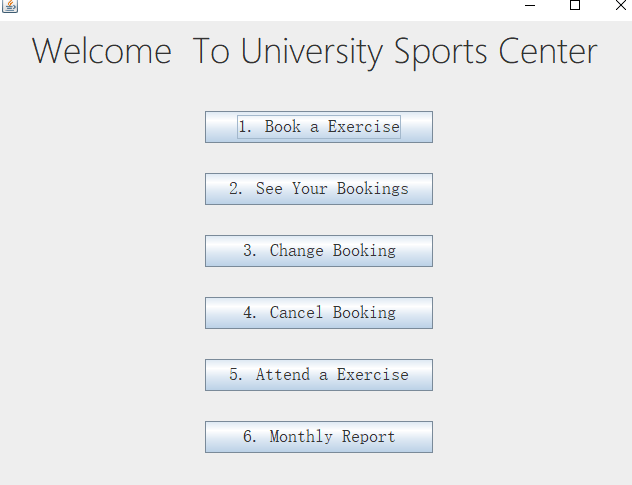 Welcome  To University Sports Center
1. Book a Exercise
2. See Your Bookings
3. Change Booking
4. Cancel Booking
5. Attend a Exercise
6. Monthly Report